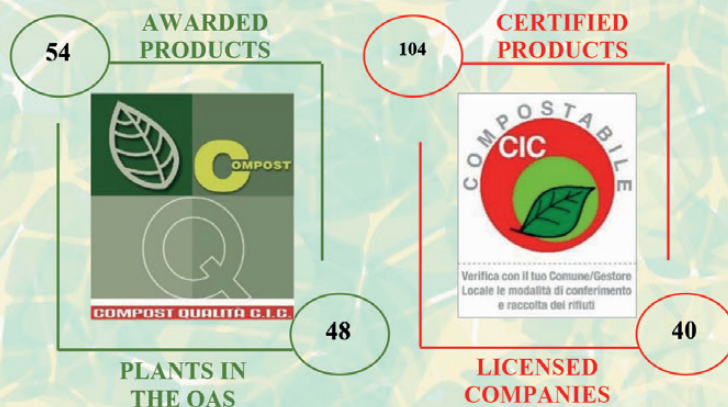 54
AWARDED
PRODUCTS
COMPOST
Q
COMPOST QUALITÀ C.I.C.
48
PLANTS IN
THE QAS
104
CERTIFIED
PRODUCTS
COMPOSTABILE
CIC
Verifica con il tuo Comune/Gestore
Locale le modalità di conferimento
e raccolta dei rifiuti
40
LICENSED
COMPANIES